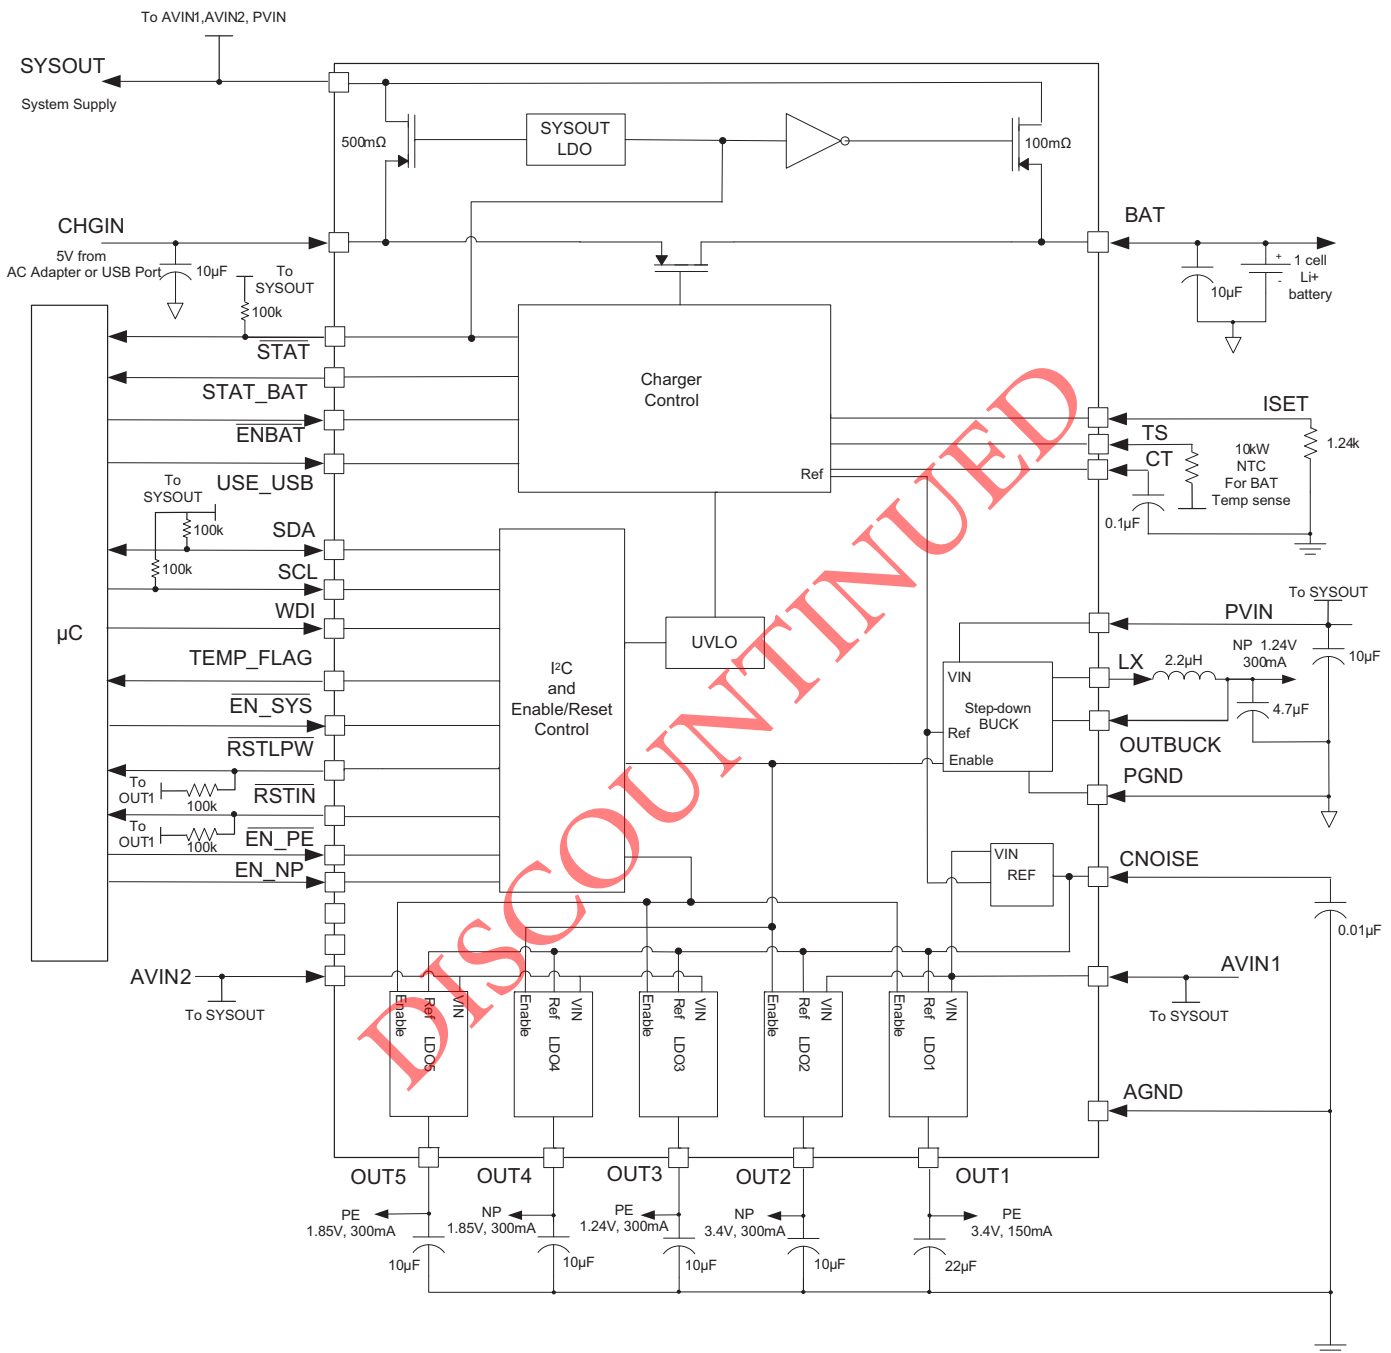 To AVIN1,AVIN2, PVIN
SYSOUT
System Supply
500mΩ
SYSOUT
LDO
100mΩ
CHGIN
5V from
AC Adapter or USB Port
10µF
To
SYSOUT
100k
BAT
10µF
+
-
1 cell
Li+
battery
STAT
STAT_BAT
ENBAT
USE_USB
Charger
Control
Ref
ISET
TS
CT
1.24k
10kW
NTC
For BAT
Temp sense
0.1µF
To
SYSOUT
100k
SDA
100k
SCL
WDI
TEMP_FLAG
EN_SYS
RSTLPW
To
OUT1
100k
RSTIN
To
OUT1
100k
EN_PE
EN_NP
µC
I²C
and
Enable/Reset
Control
UVLO
To SYSOUT
PVIN
10µF
VIN
Step-down
BUCK
Ref
Enable
LX
2.2µH
NP 1.24V
300mA
4.7µF
OUTBUCK
PGND
VIN
REF
CNOISE
0.01µF
AVIN2
To SYSOUT
AVIN1
To SYSOUT
Enable
Ref LDO5
VIN
Enable
Ref LDO4
VIN
Enable
Ref LDO3
VIN
Enable
Ref LDO2
VIN
Enable
Ref LDO1
VIN
AGND
OUT5
OUT4
OUT3
OUT2
OUT1
PE
1.85V, 300mA
NP
1.85V, 300mA
PE
1.24V, 300mA
NP
3.4V, 300mA
PE
3.4V, 150mA
10µF
10µF
10µF
10µF
22µF
DISCOUNTINUED